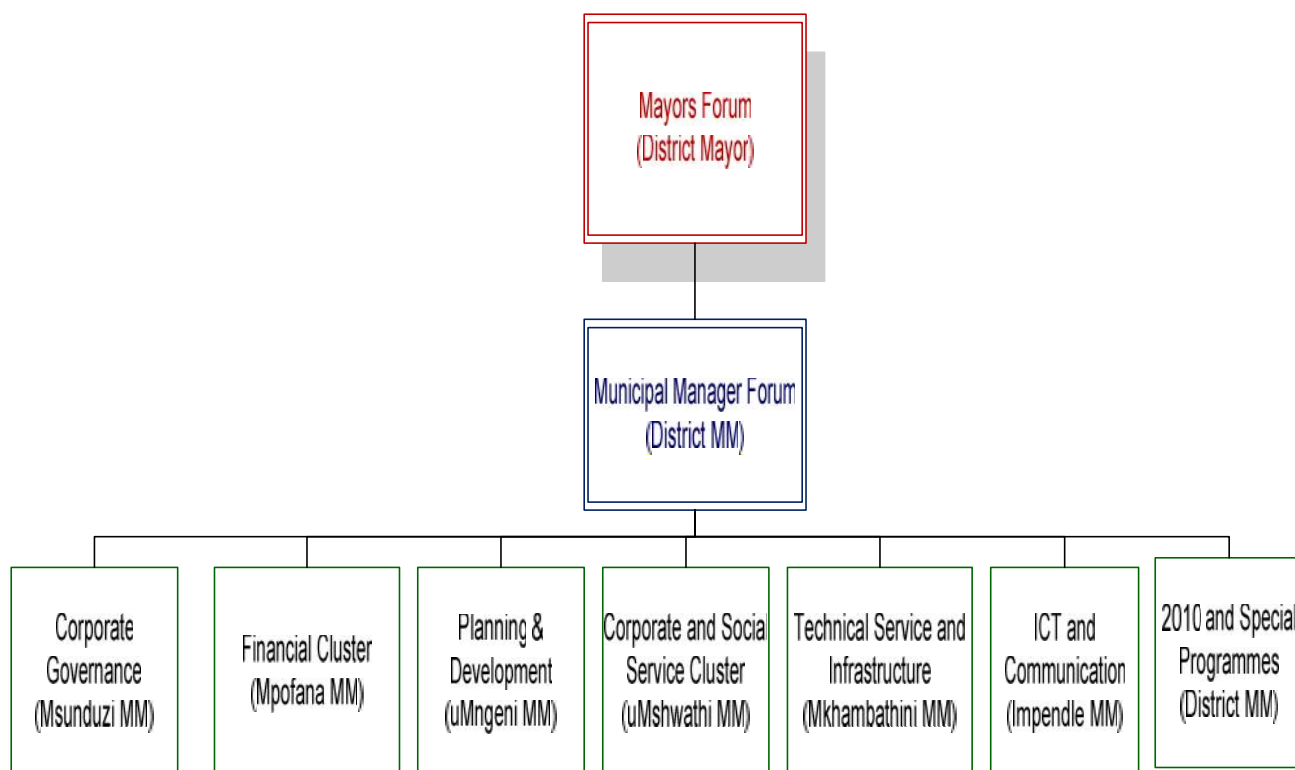 Mayors Forum
(District Mayor)
Municipal Manager Forum
(District MM)
Corporate
Governance
(Msunduzi MM)
Financial Cluster
(Mpofana MM)
Planning &
Development
(uMngeni MM)
Corporate and Social
Service Cluster
(uMshwathi MM)
Technical Service and
Infrastructure
(Mkhambathini MM)
ICT and
Communication
(Impendle MM)
2010 and Special
Programmes
(District MM)